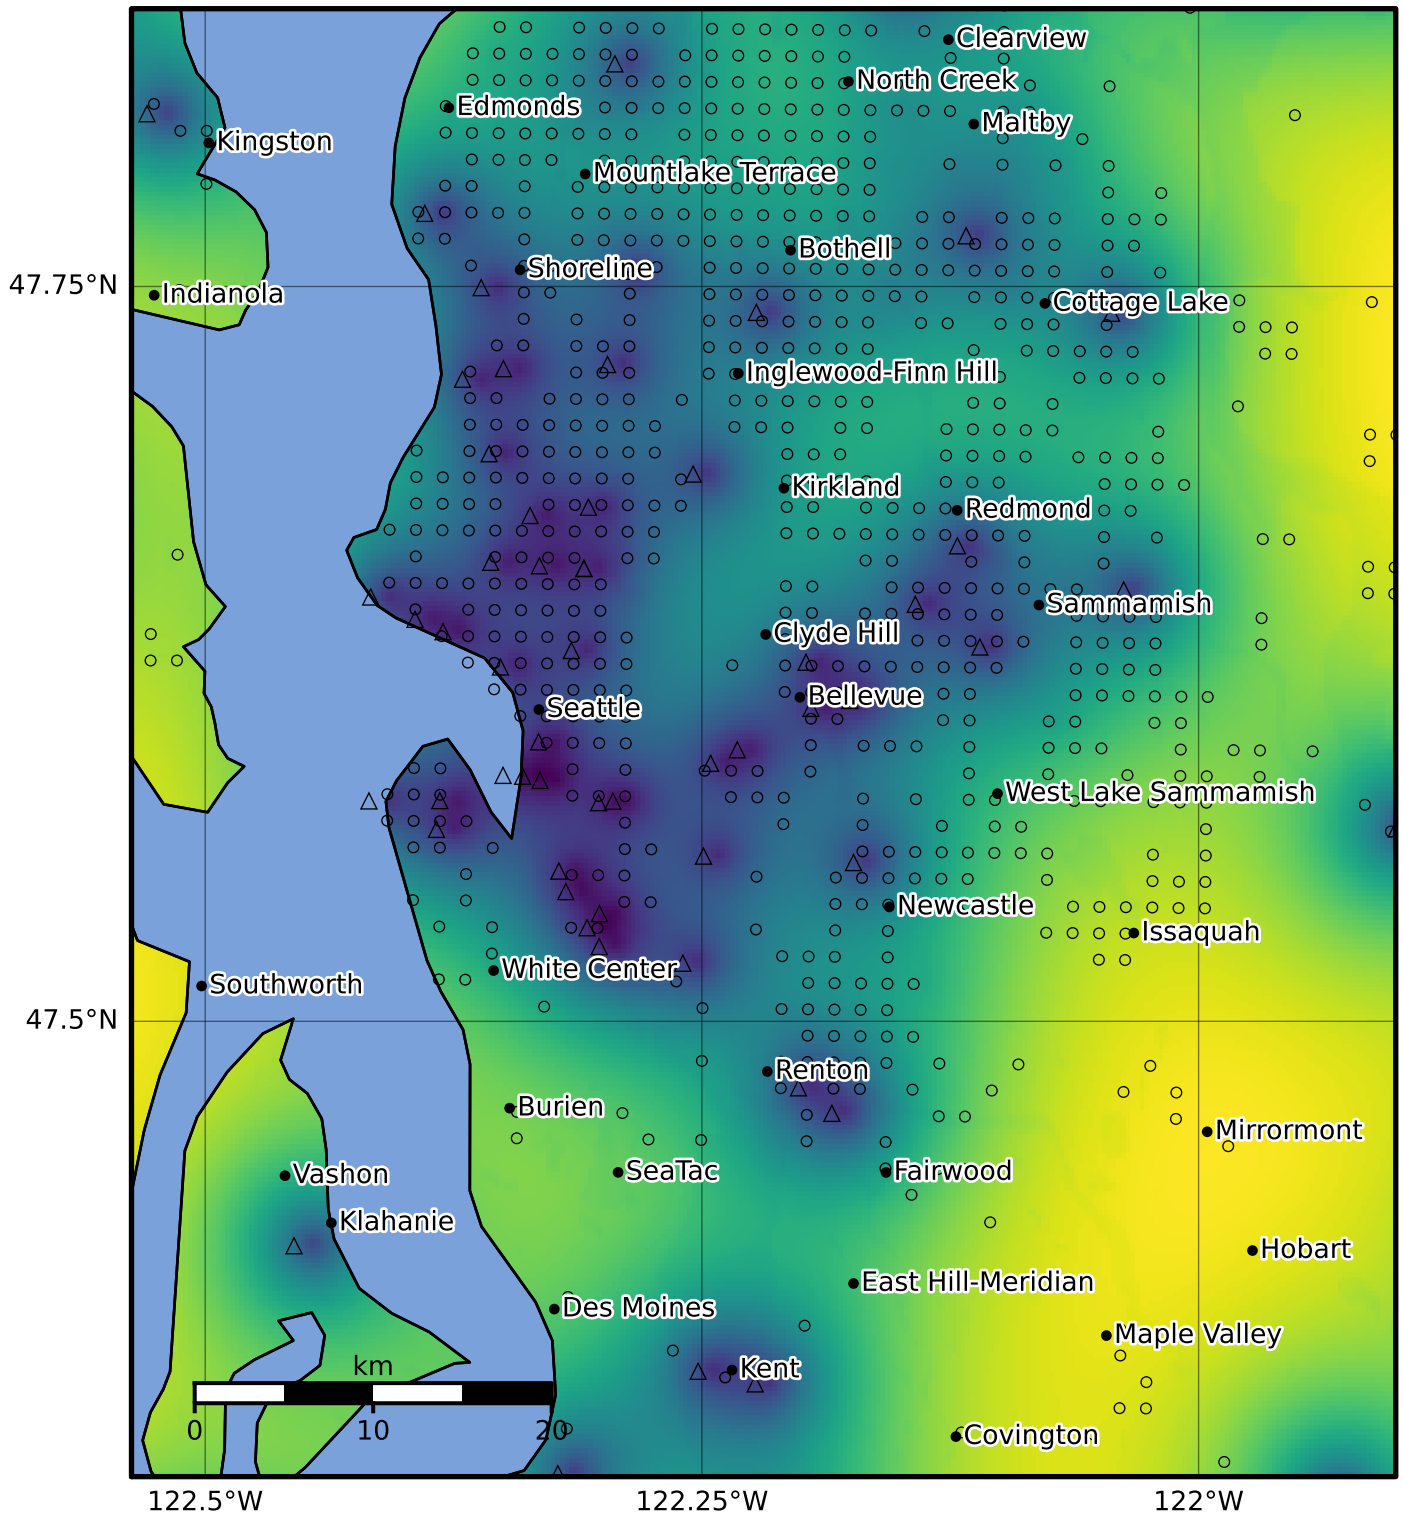 Clearview
North Creek
Edmonds
Maltby
Kingston
Mountlake Terrace
Bothell
Shoreline
47.75°N
Indianola
Cottage Lake
Inglewood-Finn Hill
Kirkland
Redmond
Sammamish
Clyde Hill
Bellevue
Seattle
West Lake Sammamish
Newcastle
Issaquah
White Center
Southworth
47.5°N
Renton
Burien
Mirrormont
SeaTac
Fairwood
Vashon
Klahanie
Hobart
East Hill-Meridian
Des Moines
Maple Valley
km
Kent
0 10 20
Covington
122.5°W 122.25°W 122°W